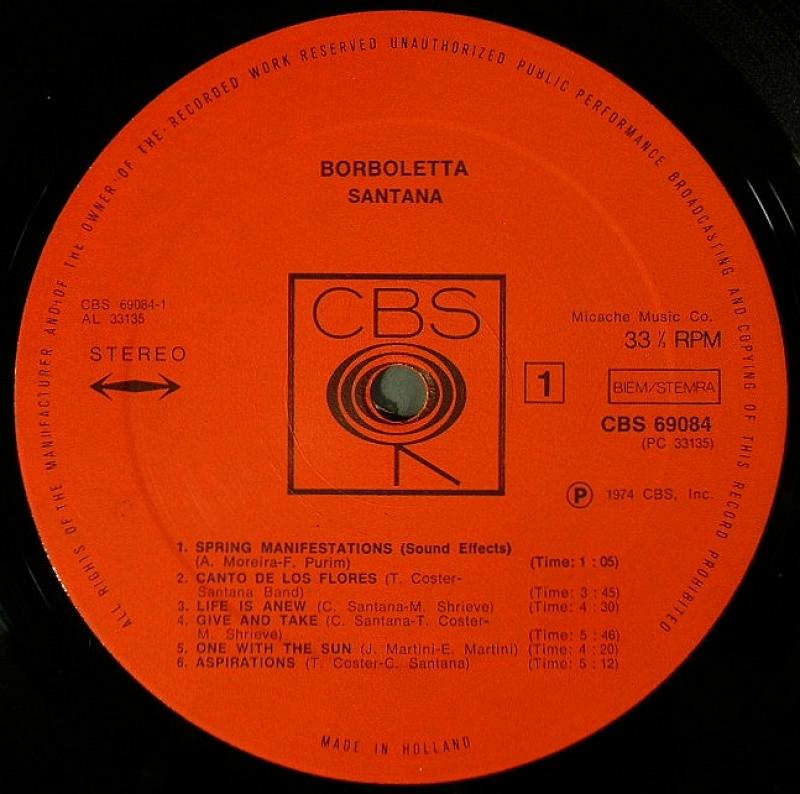 ALL RIGHTS OF THE MANUFACTURER AND/OF THE OWNER OF THE RECORDED WORK RESERVED UNAUTHORIZED PUBLIC PERFORMANCE BROADCASTING AND COPYING OF THIS RECORD PROHIBITED
BORBOLETTA
SANTANA
CBS 69084-1
AL 33135
STEREO
CBS
1
Micache Music Co.
33 ⅓ RPM
BIEM/STEMRA
CBS 69084
(PC 33135)
Ⓟ 1974 CBS, Inc.
1. SPRING MANIFESTATIONS (Sound Effects)
(A. Moreira-F. Purim) (Time: 1 : 05)
2. CANTO DE LOS FLORES (T. Coster-
Santana Band) (Time: 3 : 45)
3. LIFE IS ANEW (C. Santana-M. Shrieve) (Time: 4 : 30)
4. GIVE AND TAKE (C. Santana-T. Coster-
M. Shrieve) (Time: 5 : 46)
5. ONE WITH THE SUN (J. Martini-E. Martini) (Time: 4 : 20)
6. ASPIRATIONS (T. Coster-C. Santana) (Time: 5 : 12)
MADE IN HOLLAND